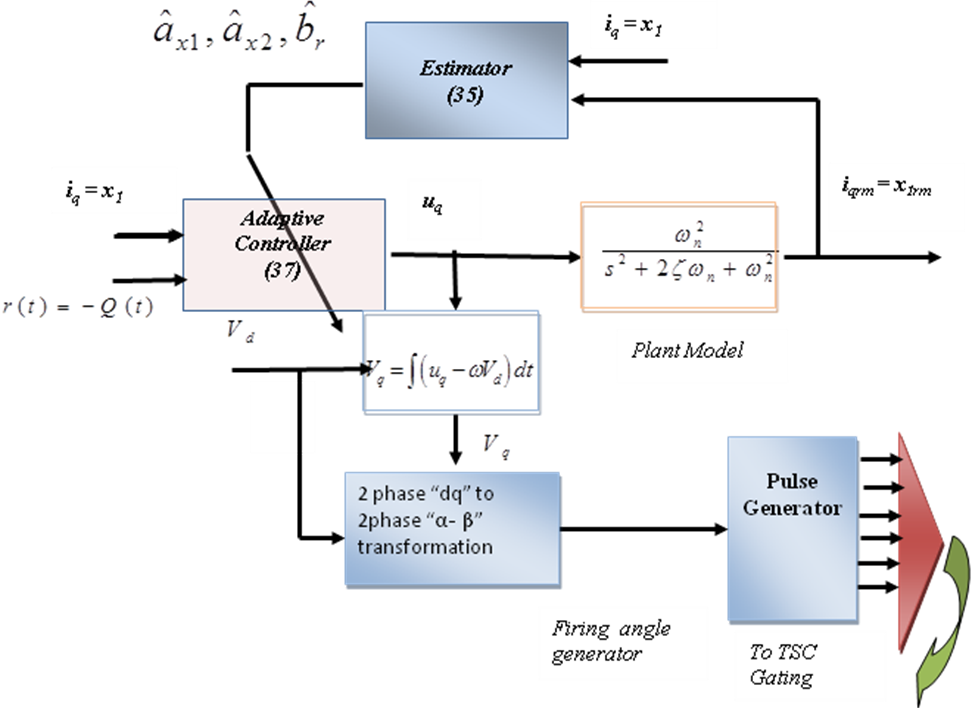 â_x1, â_x2, b̂_r
i_q = x_1
Estimator
(35)
i_q = x_1
u_q
i_qrm = x_1rm
Adaptive
Controller
(37)
ω_n^2
s^2 + 2ζω_n + ω_n^2
r(t) = −Q(t)
V_d
Plant Model
V_q = ∫(u_q − ωV_d) dt
V_q
2 phase “dq” to
2phase “α- β”
transformation
Pulse
Generator
Firing angle
generator
To TSC
Gating